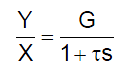 Y/X = G/(1 + τs)